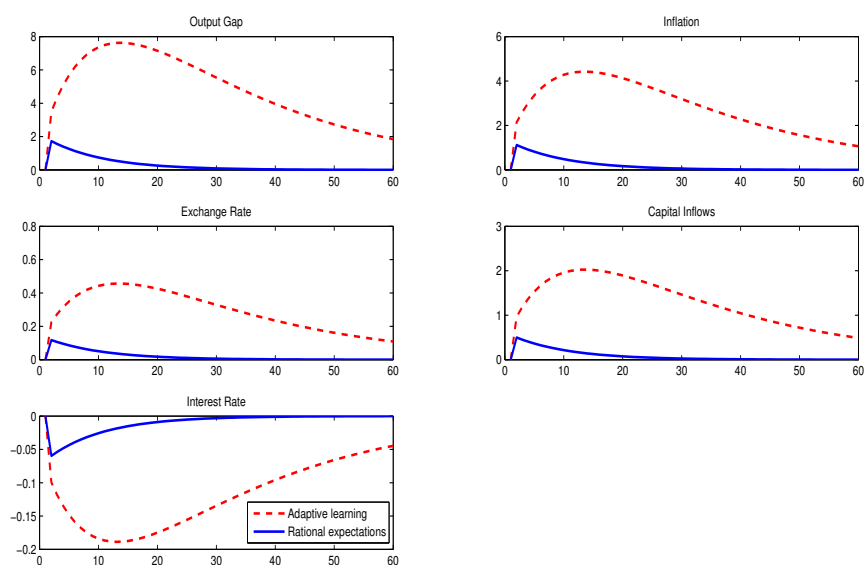 Output Gap
8
6
4
2
0
0 10 20 30 40 50 60
Inflation
6
4
2
0
0 10 20 30 40 50 60
Exchange Rate
0.8
0.6
0.4
0.2
0
0 10 20 30 40 50 60
Capital Inflows
3
2
1
0
0 10 20 30 40 50 60
Interest Rate
0
−0.05
−0.1
−0.15
−0.2
0 10 20 30 40 50 60
Adaptive learning
Rational expectations